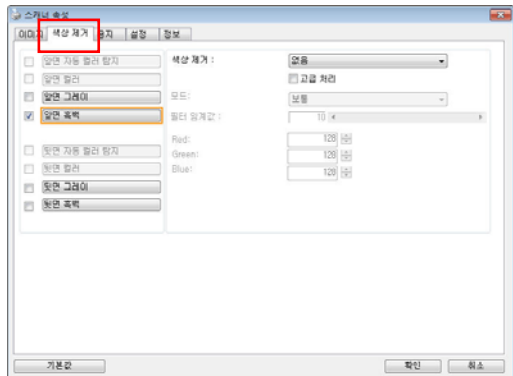 스캐너 속성
이미지 색상 제거 용지 설정 정보
앞면 자동 컬러 탐지
앞면 컬러
앞면 그레이
앞면 흑백
뒷면 자동 컬러 탐지
뒷면 컬러
뒷면 그레이
뒷면 흑백
색상 제거 : 없음
고급 처리
모드: 보통
필터 임계값 : 10
Red: 128
Green: 128
Blue: 128
기본값 확인 취소